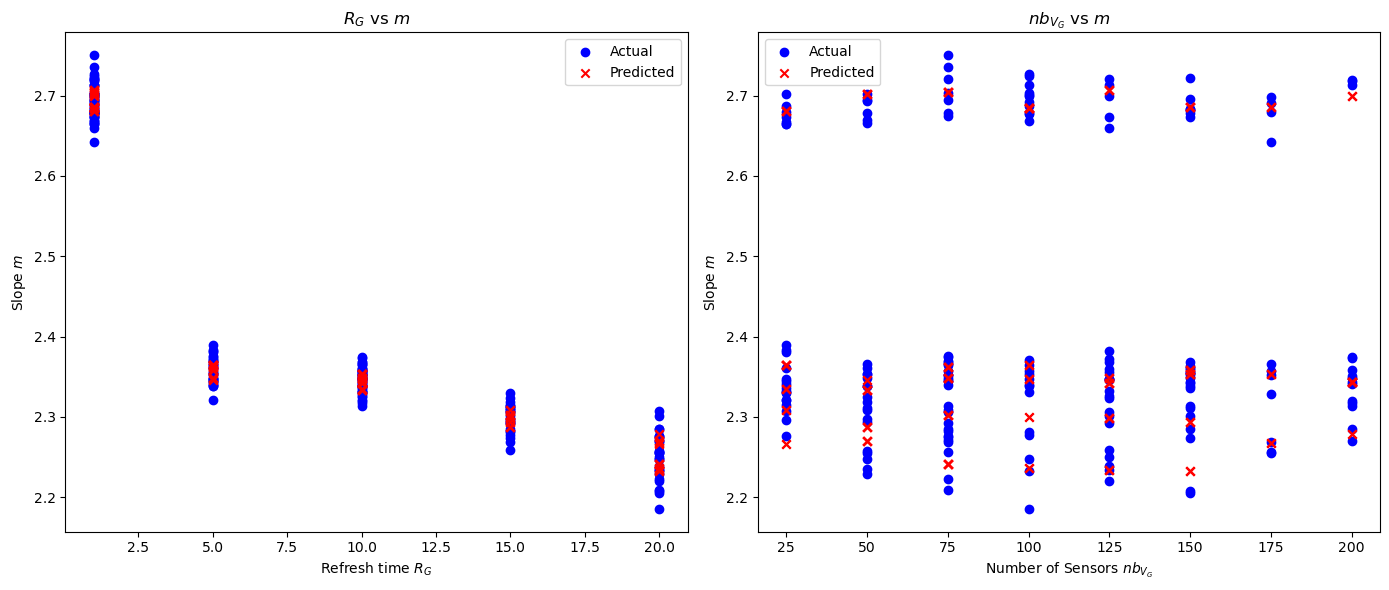 R_G vs m
Actual
Predicted
Slope m
2.7
2.6
2.5
2.4
2.3
2.2
2.5
5.0
7.5
10.0
12.5
15.0
17.5
20.0
Refresh time R_G
nb_{V_G} vs m
Actual
Predicted
Slope m
2.7
2.6
2.5
2.4
2.3
2.2
25
50
75
100
125
150
175
200
Number of Sensors nb_{V_G}